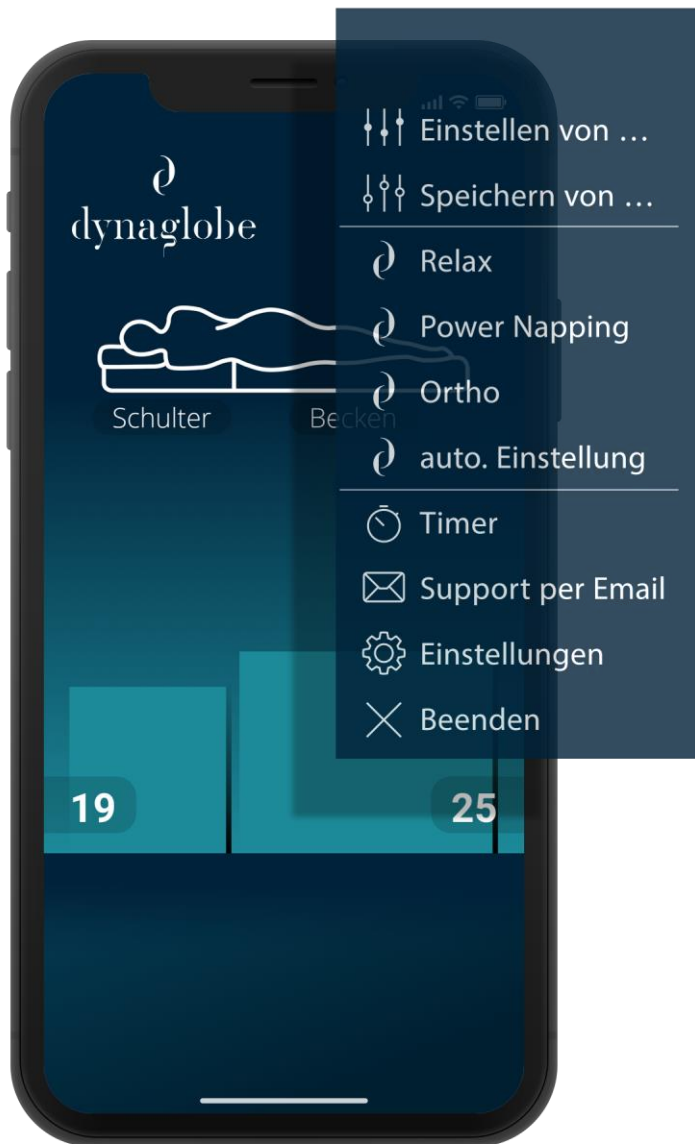 dynaglobe
Schulter
Becken
19
25
Einstellen von …
Speichern von …
Relax
Power Napping
Ortho
auto. Einstellung
Timer
Support per Email
Einstellungen
Beenden